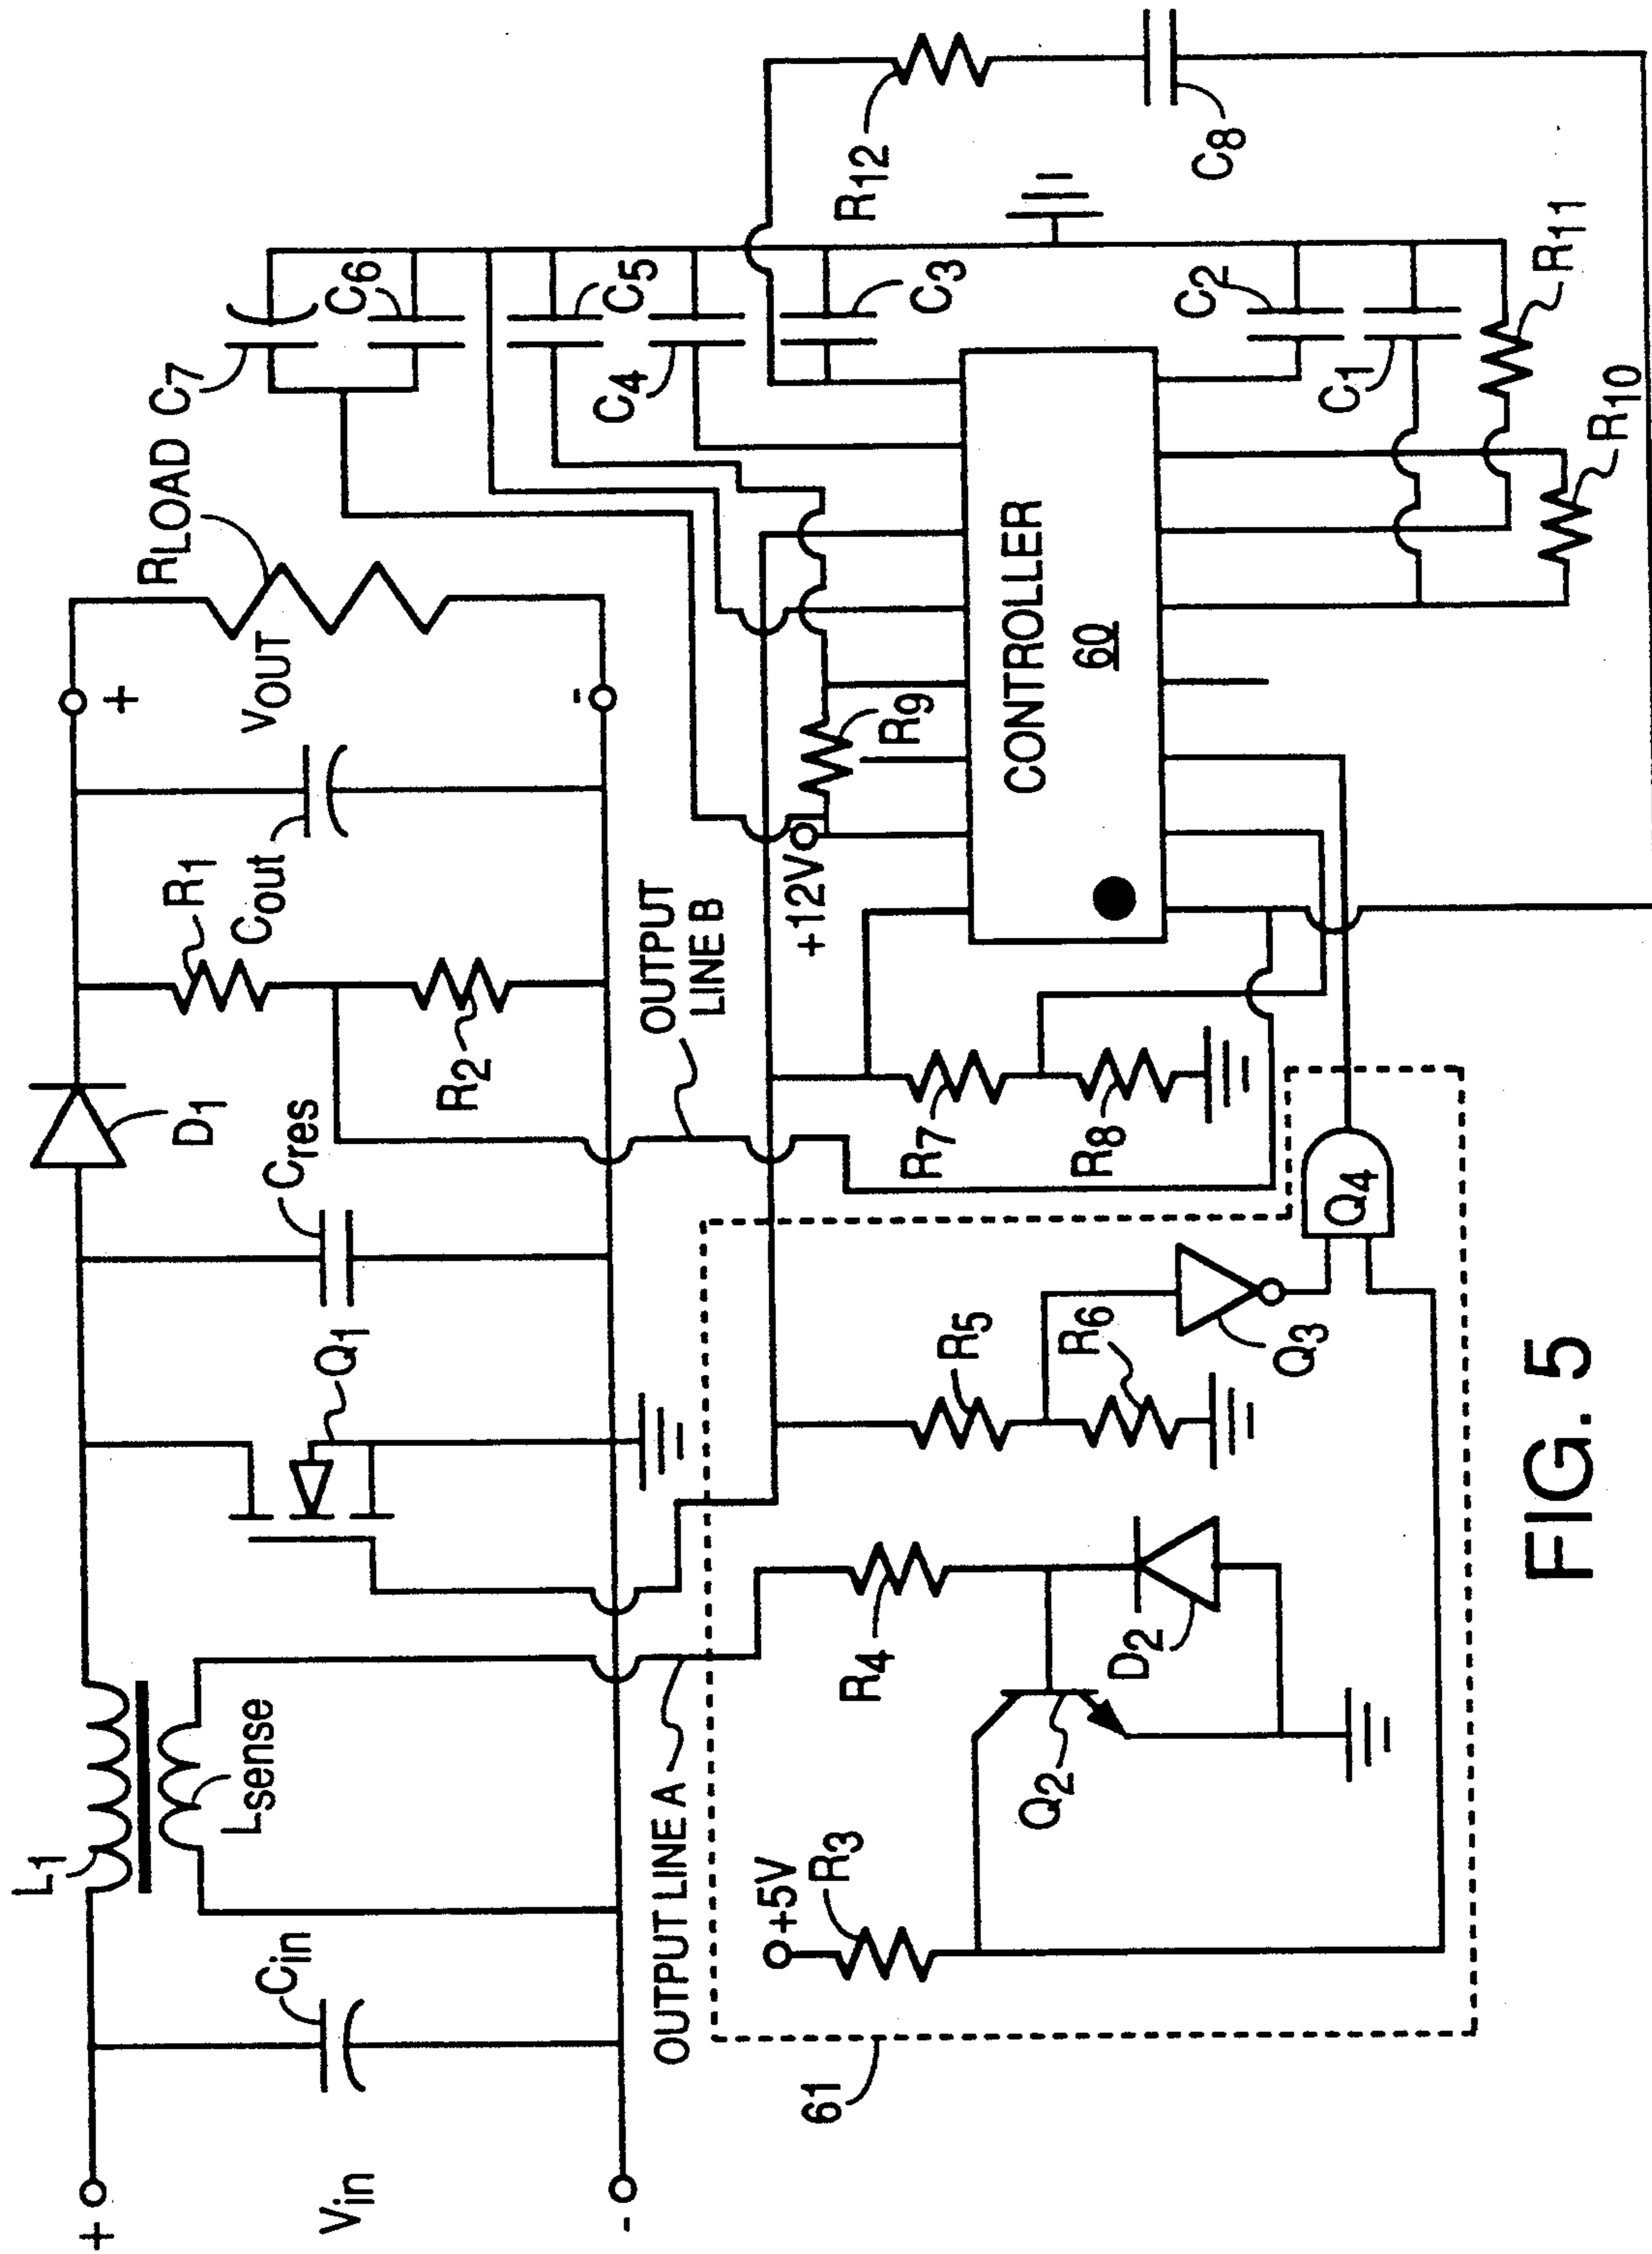 +
Vin
-
Cin
L1
Lsense
Q1
Cres
D1
R1
R2
Cout
+
VOUT
-
RLOAD
C7
C6
C5
C4
C3
R12
C8
OUTPUT LINE A
OUTPUT
LINE B
+12V
R9
CONTROLLER
60
C2
C1
R11
R10
R7
R8
61
+5V
R3
Q2
R4
D2
R5
R6
Q3
Q4
FIG. 5